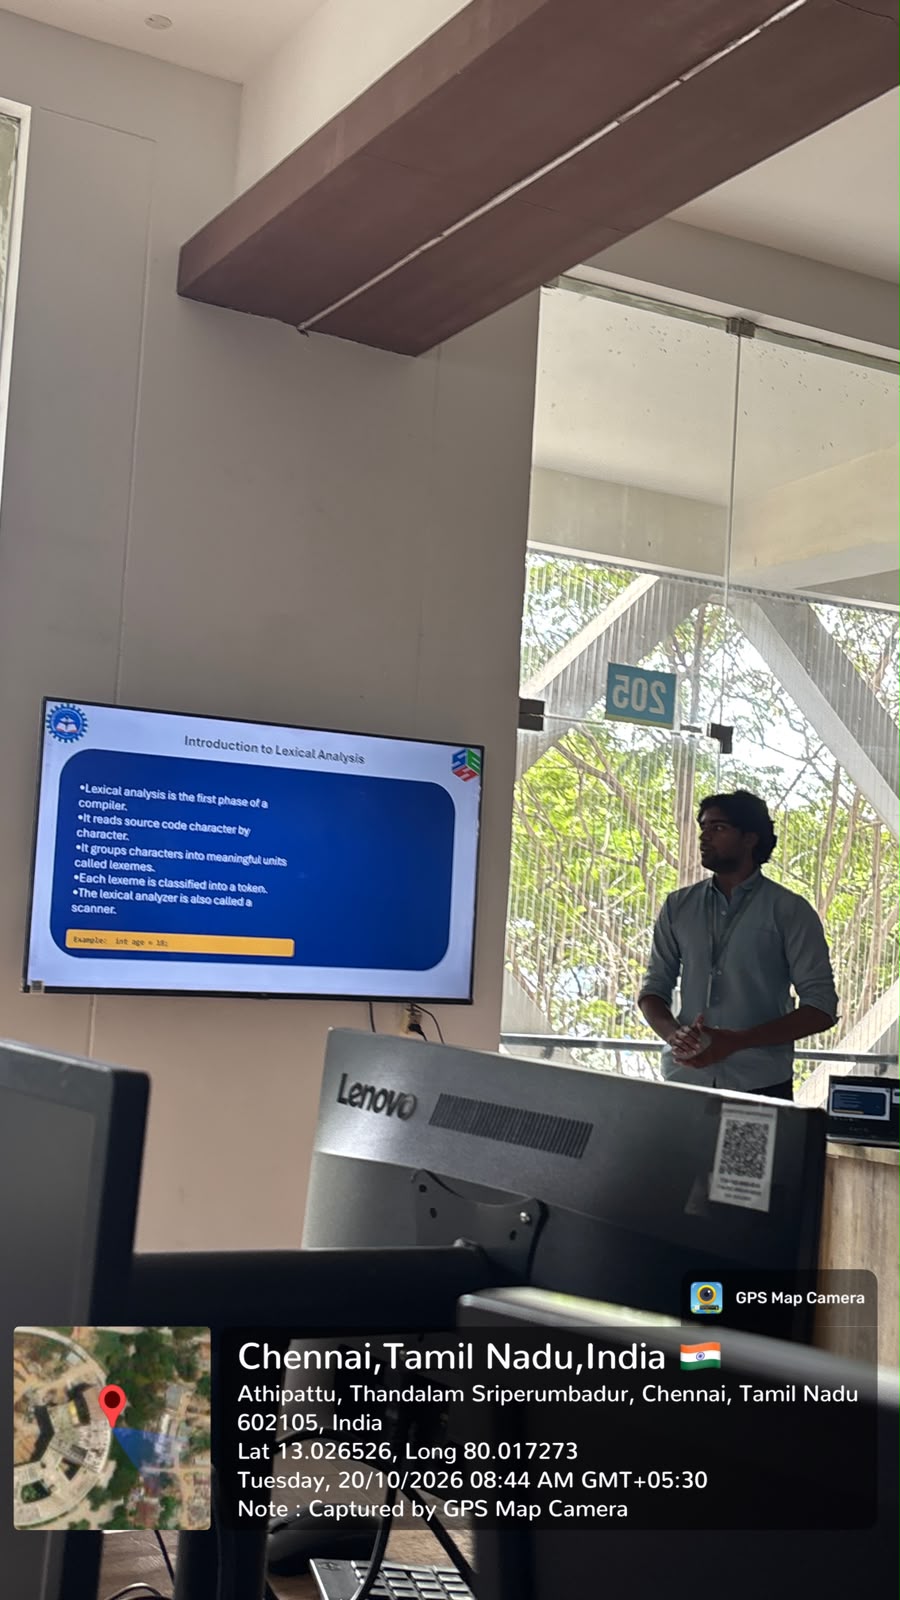 205
Introduction to Lexical Analysis
•Lexical analysis is the first phase of a
compiler.
•It reads source code character by
character.
•It groups characters into meaningful units
called lexemes.
•Each lexeme is classified into a token.
•The lexical analyzer is also called a
scanner.
Example: int age = 18;
Lenovo
GPS Map Camera
Chennai,Tamil Nadu,India
Athipattu, Thandalam Sriperumbadur, Chennai, Tamil Nadu
602105, India
Lat 13.026526, Long 80.017273
Tuesday, 20/10/2026 08:44 AM GMT+05:30
Note : Captured by GPS Map Camera